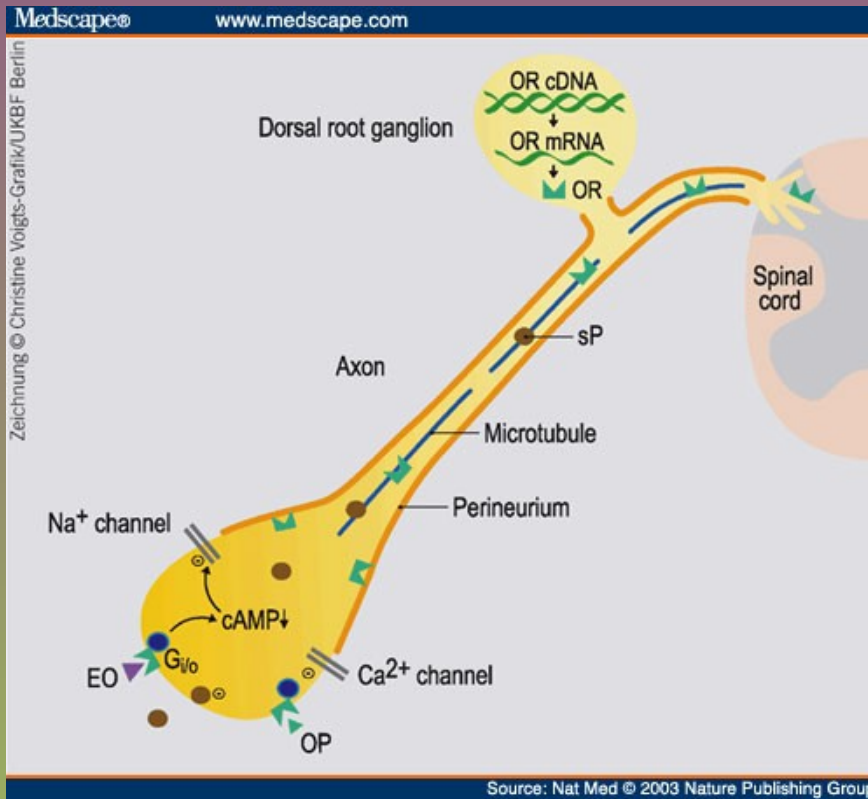 Medscape® www.medscape.com
Zeichnung © Christine Voigts-Grafik/UKBF Berlin
OR cDNA
Dorsal root ganglion
OR mRNA
OR
Spinal
cord
sP
Axon
Microtubule
Perineurium
Na⁺ channel
cAMP↓
Gi/o
EO
Ca²⁺ channel
OP
Source: Nat Med © 2003 Nature Publishing Group